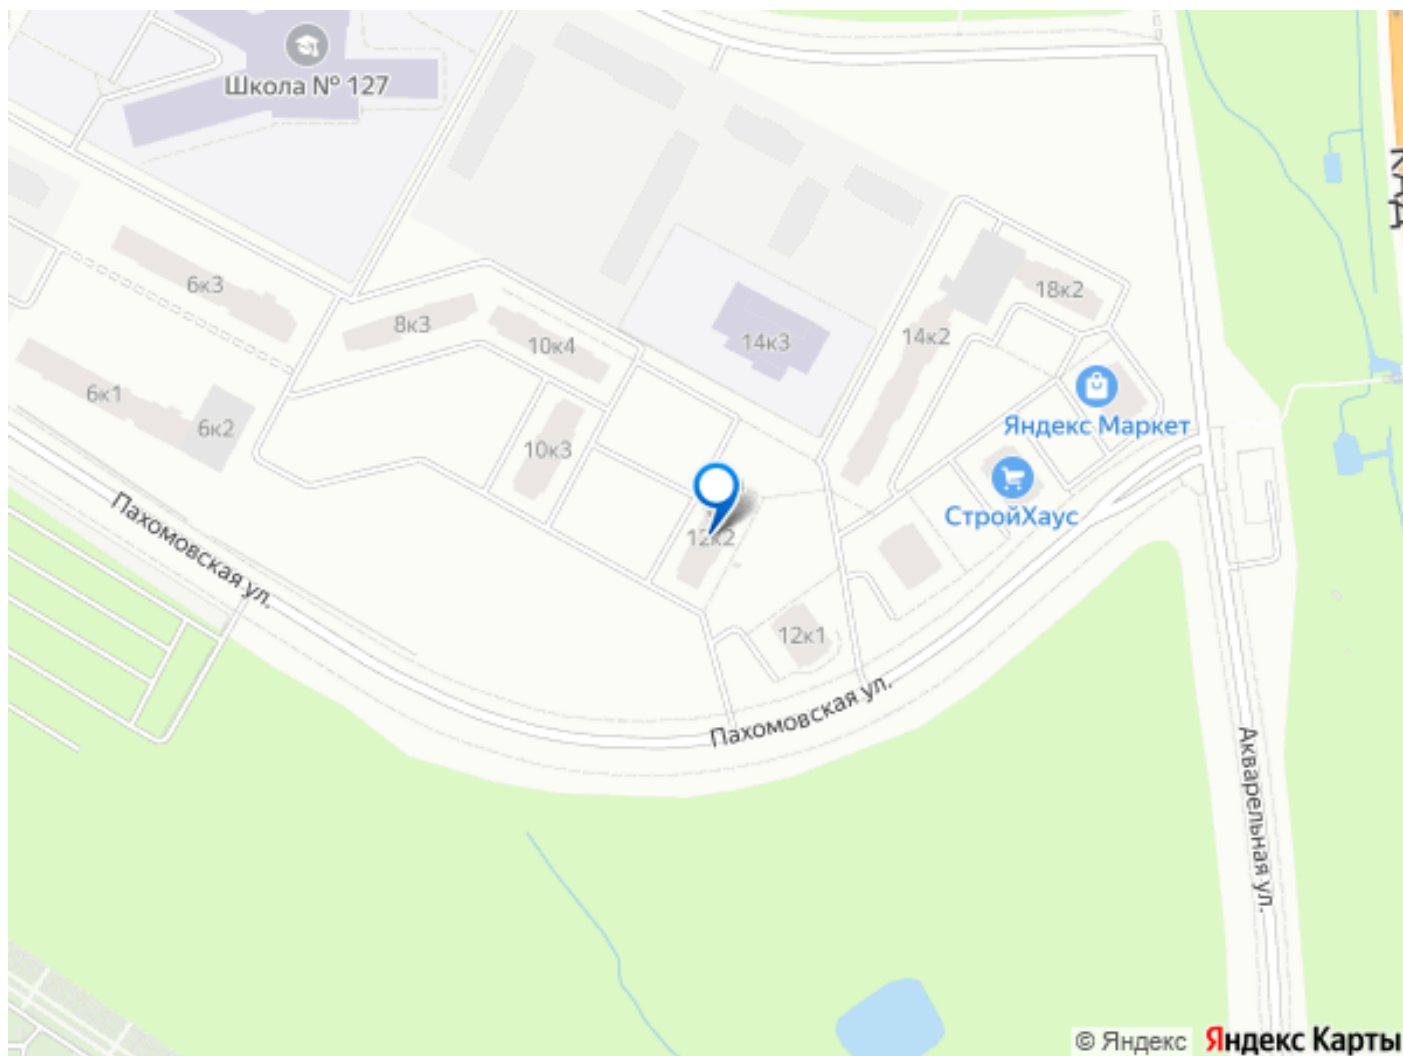 Школа № 127
6к3
18к2
8к3
10к4
14к3
14к2
6к1
6к2
10к3
Яндекс Маркет
СтройХаус
12к2
12к1
Пахомовская ул.
Пахомовская ул.
Акварельная ул.
© Яндекс Яндекс Карты